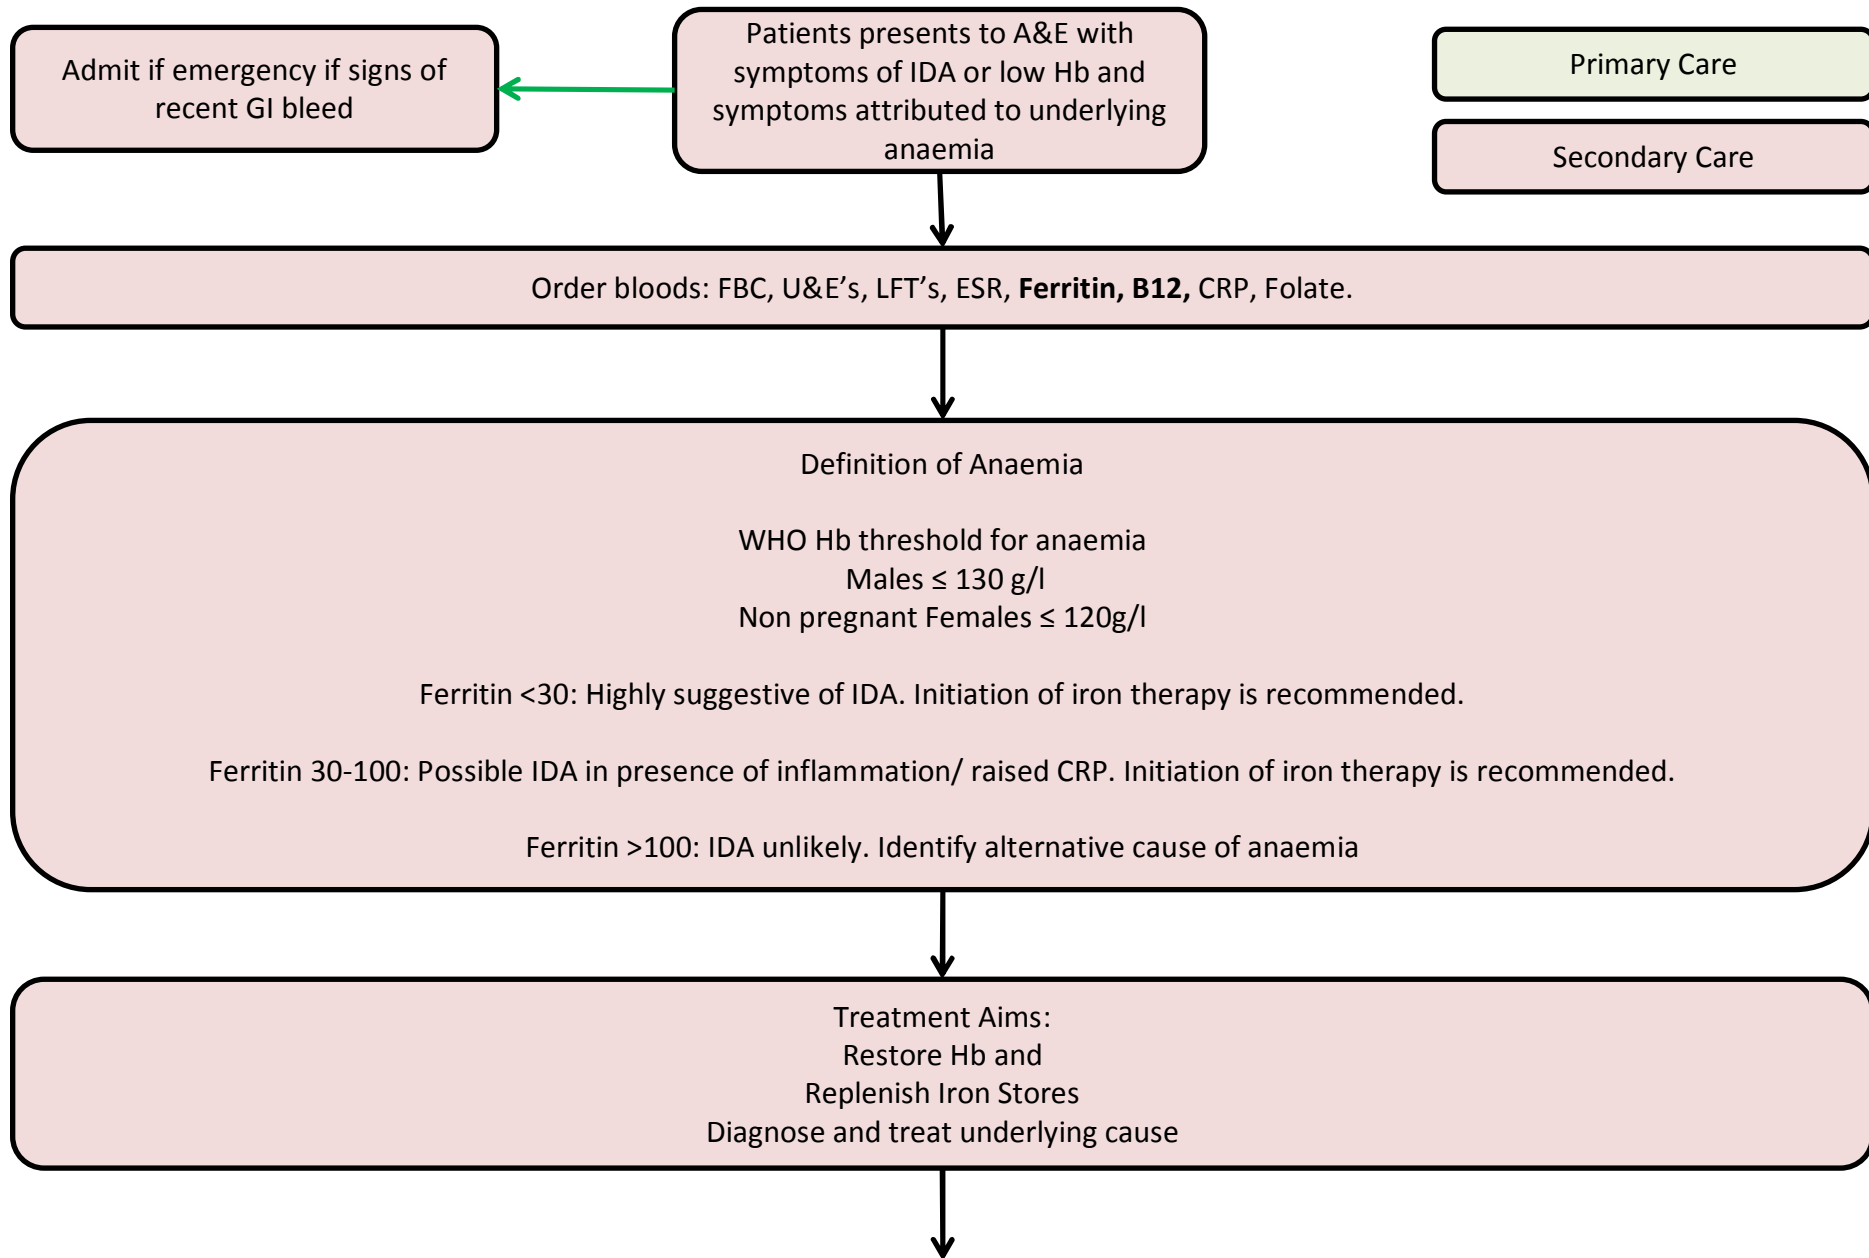 Admit if emergency if signs of
recent GI bleed
Patients presents to A&E with
symptoms of IDA or low Hb and
symptoms attributed to underlying
anaemia
Primary Care
Secondary Care
Order bloods: FBC, U&E’s, LFT’s, ESR, Ferritin, B12, CRP, Folate.
Definition of Anaemia
WHO Hb threshold for anaemia
Males ≤ 130 g/l
Non pregnant Females ≤ 120g/l
Ferritin <30: Highly suggestive of IDA. Initiation of iron therapy is recommended.
Ferritin 30-100: Possible IDA in presence of inflammation/ raised CRP. Initiation of iron therapy is recommended.
Ferritin >100: IDA unlikely. Identify alternative cause of anaemia
Treatment Aims:
Restore Hb and
Replenish Iron Stores
Diagnose and treat underlying cause